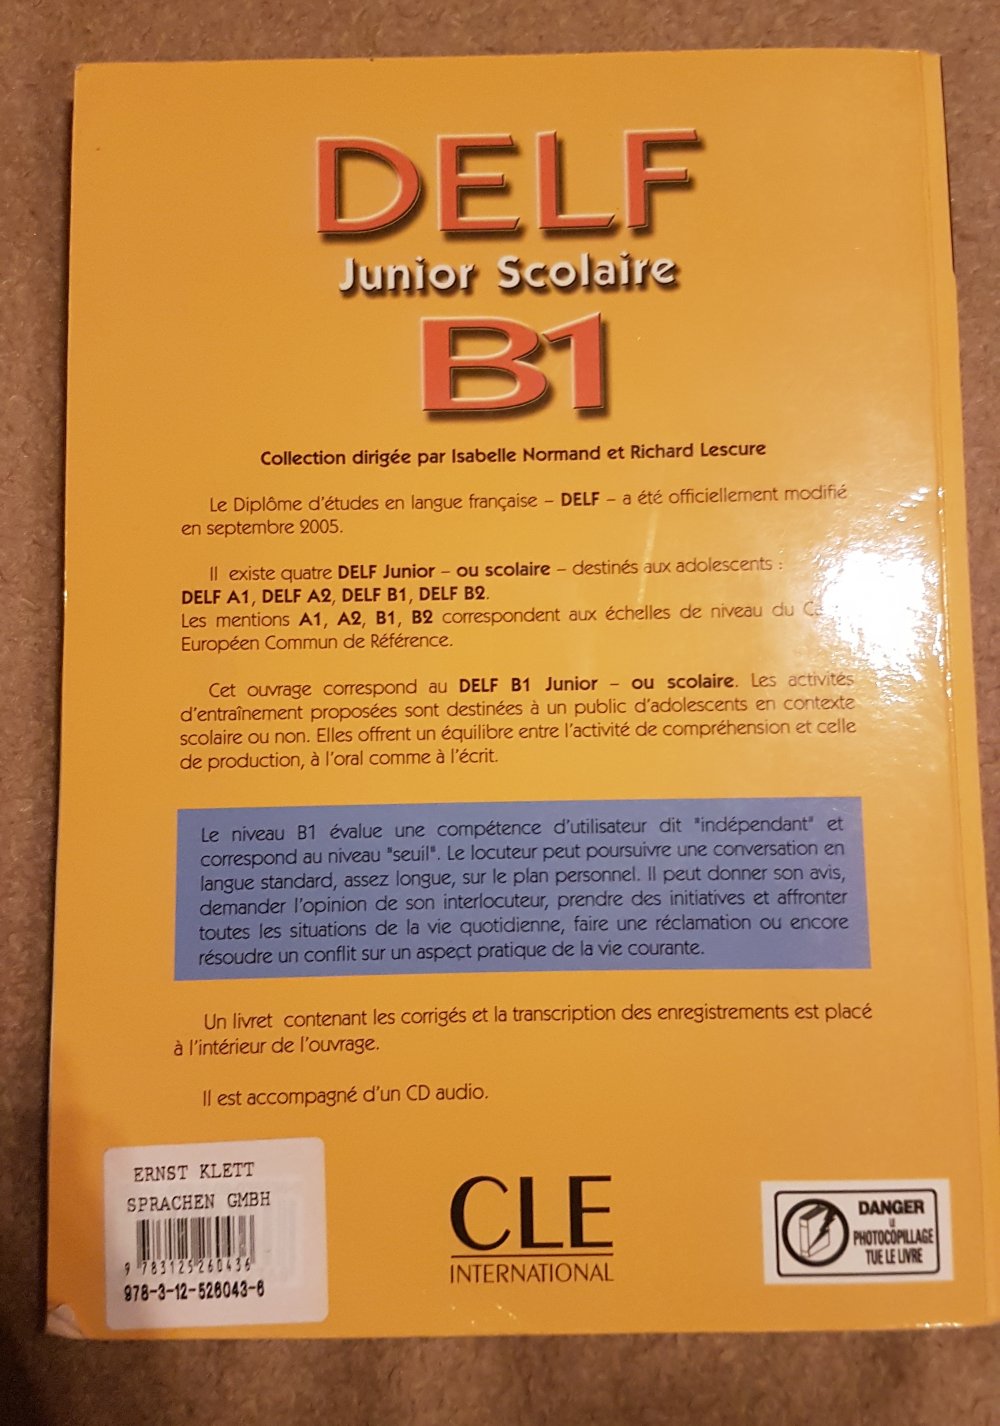 DELF
Junior Scolaire
B1
Collection dirigée par Isabelle Normand et Richard Lescure
Le Diplôme d'études en langue française – DELF – a été officiellement modifié
en septembre 2005.
Il existe quatre DELF Junior – ou scolaire – destinés aux adolescents :
DELF A1, DELF A2, DELF B1, DELF B2.
Les mentions A1, A2, B1, B2 correspondent aux échelles de niveau du
Européen Commun de Référence.
Cet ouvrage correspond au DELF B1 Junior – ou scolaire. Les activités
d'entraînement proposées sont destinées à un public d'adolescents en contexte
scolaire ou non. Elles offrent un équilibre entre l'activité de compréhension et celle
de production, à l'oral comme à l'écrit.
Le niveau B1 évalue une compétence d'utilisateur dit "indépendant" et
correspond au niveau "seuil". Le locuteur peut poursuivre une conversation en
langue standard, assez longue, sur le plan personnel. Il peut donner son avis,
demander l'opinion de son interlocuteur, prendre des initiatives et affronter
toutes les situations de la vie quotidienne, faire une réclamation ou encore
résoudre un conflit sur un aspect pratique de la vie courante.
Un livret contenant les corrigés et la transcription des enregistrements est placé
à l'intérieur de l'ouvrage.
Il est accompagné d'un CD audio.
ERNST KLETT
SPRACHEN GMBH
9 783125 260436
978-3-12-526043-6
CLE
INTERNATIONAL
DANGER
LE
PHOTOCOPILLAGE
TUE LE LIVRE